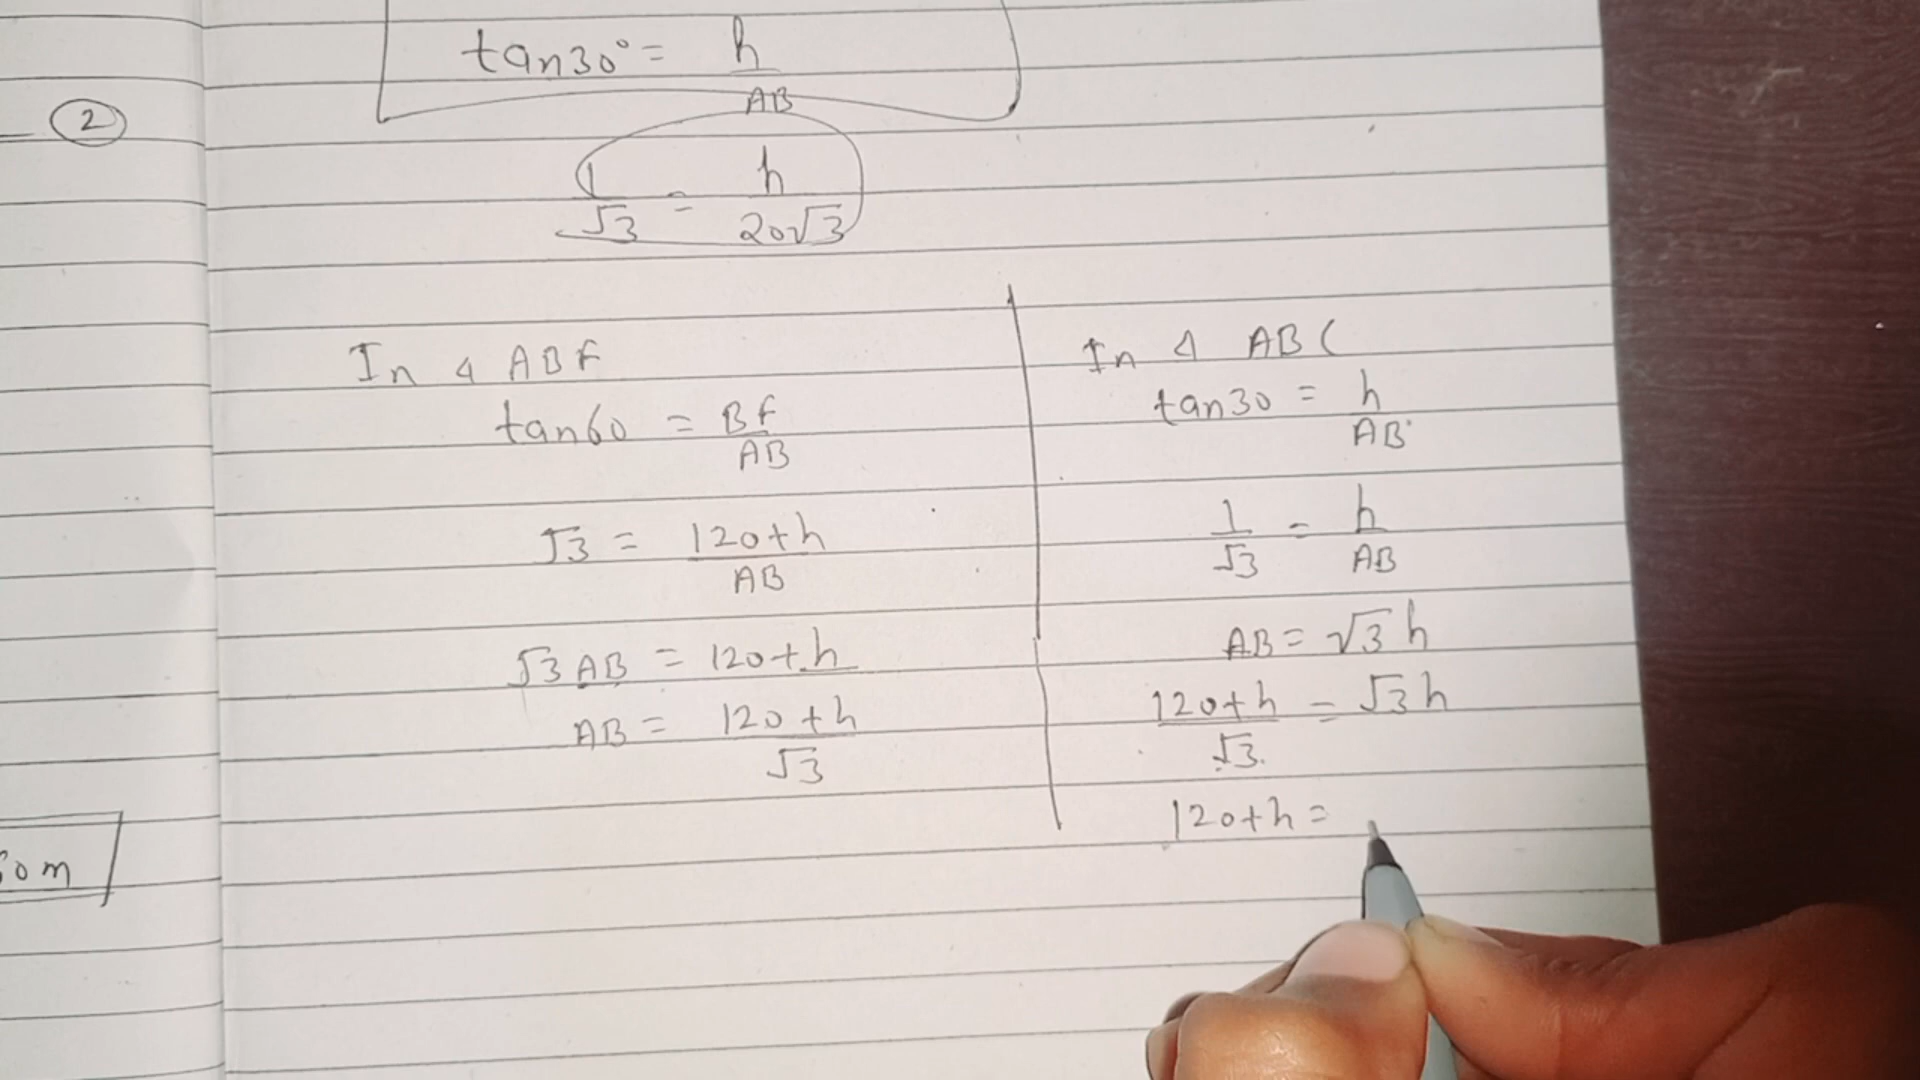 tan30° = h/AB
2
1/√3 = h/20√3
In Δ ABF
tan60 = BF/AB
√3 = 120+h/AB
√3 AB = 120+h
AB = 120+h/√3
In Δ ABC
tan30 = h/AB
1/√3 = h/AB
AB = √3 h
120+h/√3 = √3 h
120+h =
0 m